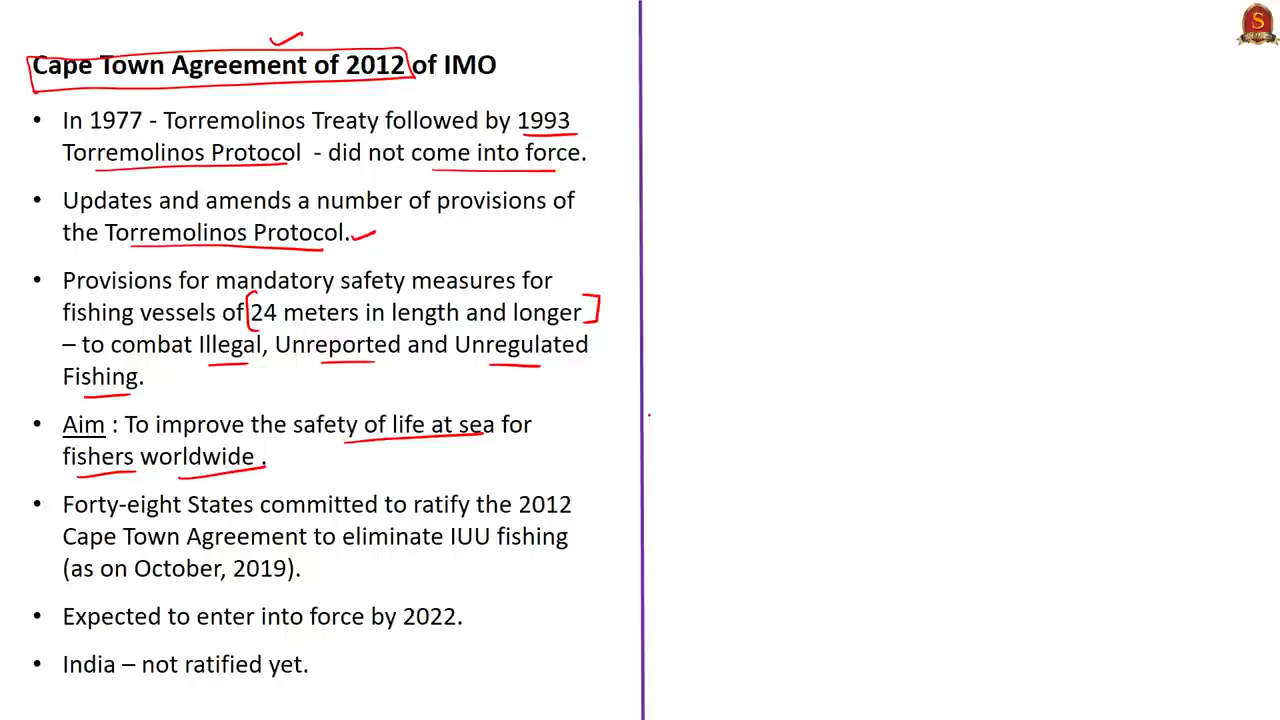 Cape Town Agreement of 2012 of IMO
• In 1977 - Torremolinos Treaty followed by 1993
Torremolinos Protocol - did not come into force.
• Updates and amends a number of provisions of
the Torremolinos Protocol.
• Provisions for mandatory safety measures for
fishing vessels of 24 meters in length and longer
– to combat Illegal, Unreported and Unregulated
Fishing.
• Aim : To improve the safety of life at sea for
fishers worldwide .
• Forty-eight States committed to ratify the 2012
Cape Town Agreement to eliminate IUU fishing
(as on October, 2019).
• Expected to enter into force by 2022.
• India – not ratified yet.
S